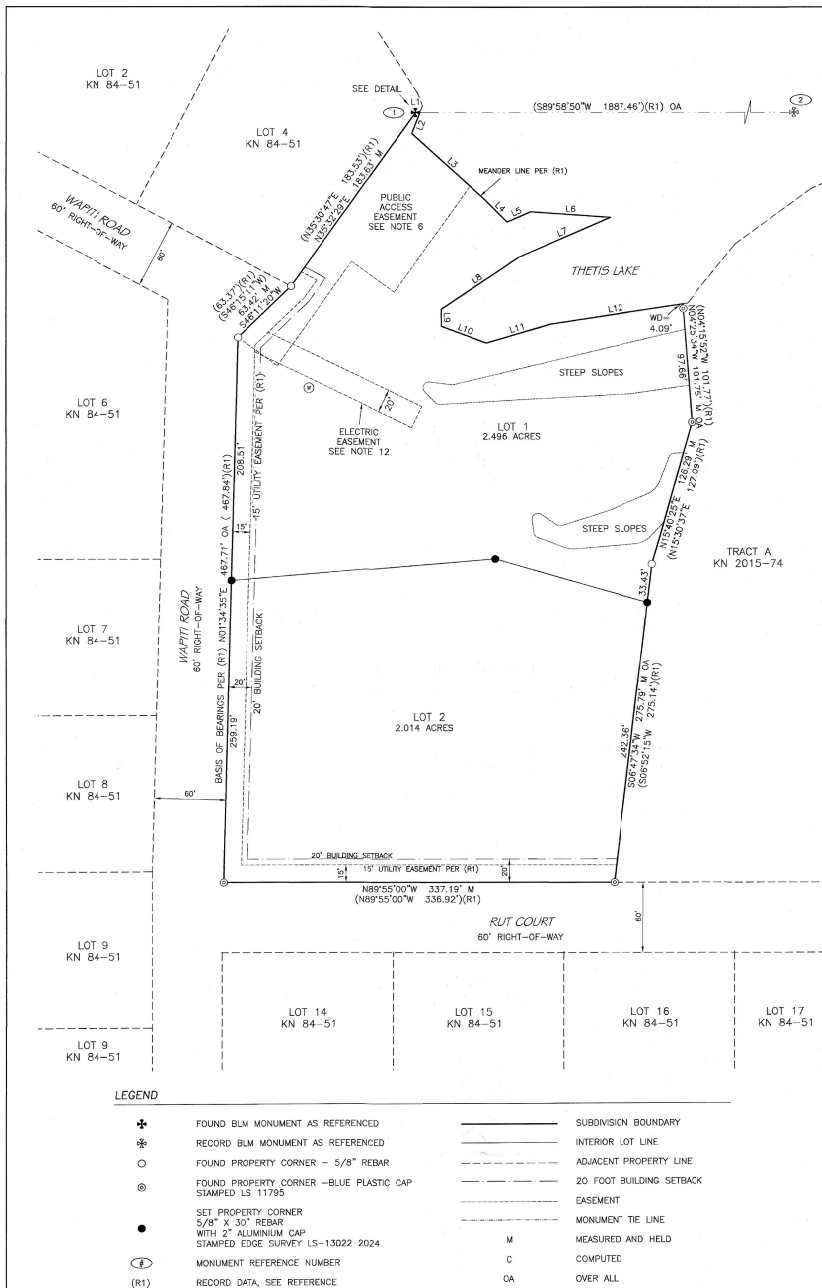 LOT 2
KN 84-51
SEE DETAIL
L1
1
(S89°58'50"W 1887.46')(R1) OA
2
LOT 4
KN 84-51
L2
L3
MEANDER LINE PER (R1)
WAPITI ROAD
60' RIGHT-OF-WAY
60'
(N35°30'47"E 183.53')(R1)
N35°32'29"E 183.63' M
PUBLIC
ACCESS
EASEMENT
SEE NOTE 6
L4
L5
L6
L7
THETIS LAKE
L8
(63.37')(R1)
(S46°15'11"W)
63.42' M
S46°11'20"W
L9
L10
L11
L12
WD=
4.09'
(N04°15'52"W 101.77')(R1)
N04°25'34"W 101.75' M OA
97.66'
STEEP SLOPES
LOT 6
KN 84-51
20'
ELECTRIC
EASEMENT
SEE NOTE 12
LOT 1
2.496 ACRES
208.51'
15' UTILITY EASEMENT PER (R1)
15'
N15°40'25"E 126.29' M
(N15°30'37"E 127.09')(R1)
STEEP SLOPES
TRACT A
KN 2015-74
BASIS OF BEARINGS PER (R1) N01°34'35"E 467.71' OA ( 467.84')(R1)
33.43'
WAPITI ROAD
60' RIGHT-OF-WAY
LOT 7
KN 84-51
20' BUILDING SETBACK
20'
259.19'
LOT 2
2.014 ACRES
242.36'
S06°47'34"W 275.79' M OA
(S06°52'15"W 275.14')(R1)
LOT 8
KN 84-51
60'
20' BUILDING SETBACK
15' UTILITY EASEMENT PER (R1)
15'
20'
N89°55'00"W 337.19' M
(N89°55'00"W 336.92')(R1)
RUT COURT
60' RIGHT-OF-WAY
60'
LOT 9
KN 84-51
LOT 14
KN 84-51
LOT 15
KN 84-51
LOT 16
KN 84-51
LOT 17
KN 84-51
LOT 9
KN 84-51
LEGEND
FOUND BLM MONUMENT AS REFERENCED
RECORD BLM MONUMENT AS REFERENCED
FOUND PROPERTY CORNER - 5/8" REBAR
FOUND PROPERTY CORNER -BLUE PLASTIC CAP
STAMPED LS 11795
SET PROPERTY CORNER
5/8" X 30" REBAR
WITH 2" ALUMINIUM CAP
STAMPED EDGE SURVEY LS-13022 2024
# MONUMENT REFERENCE NUMBER
(R1) RECORD DATA, SEE REFERENCE
SUBDIVISION BOUNDARY
INTERIOR LOT LINE
ADJACENT PROPERTY LINE
20 FOOT BUILDING SETBACK
EASEMENT
MONUMENT TIE LINE
M MEASURED AND HELD
C COMPUTED
OA OVER ALL